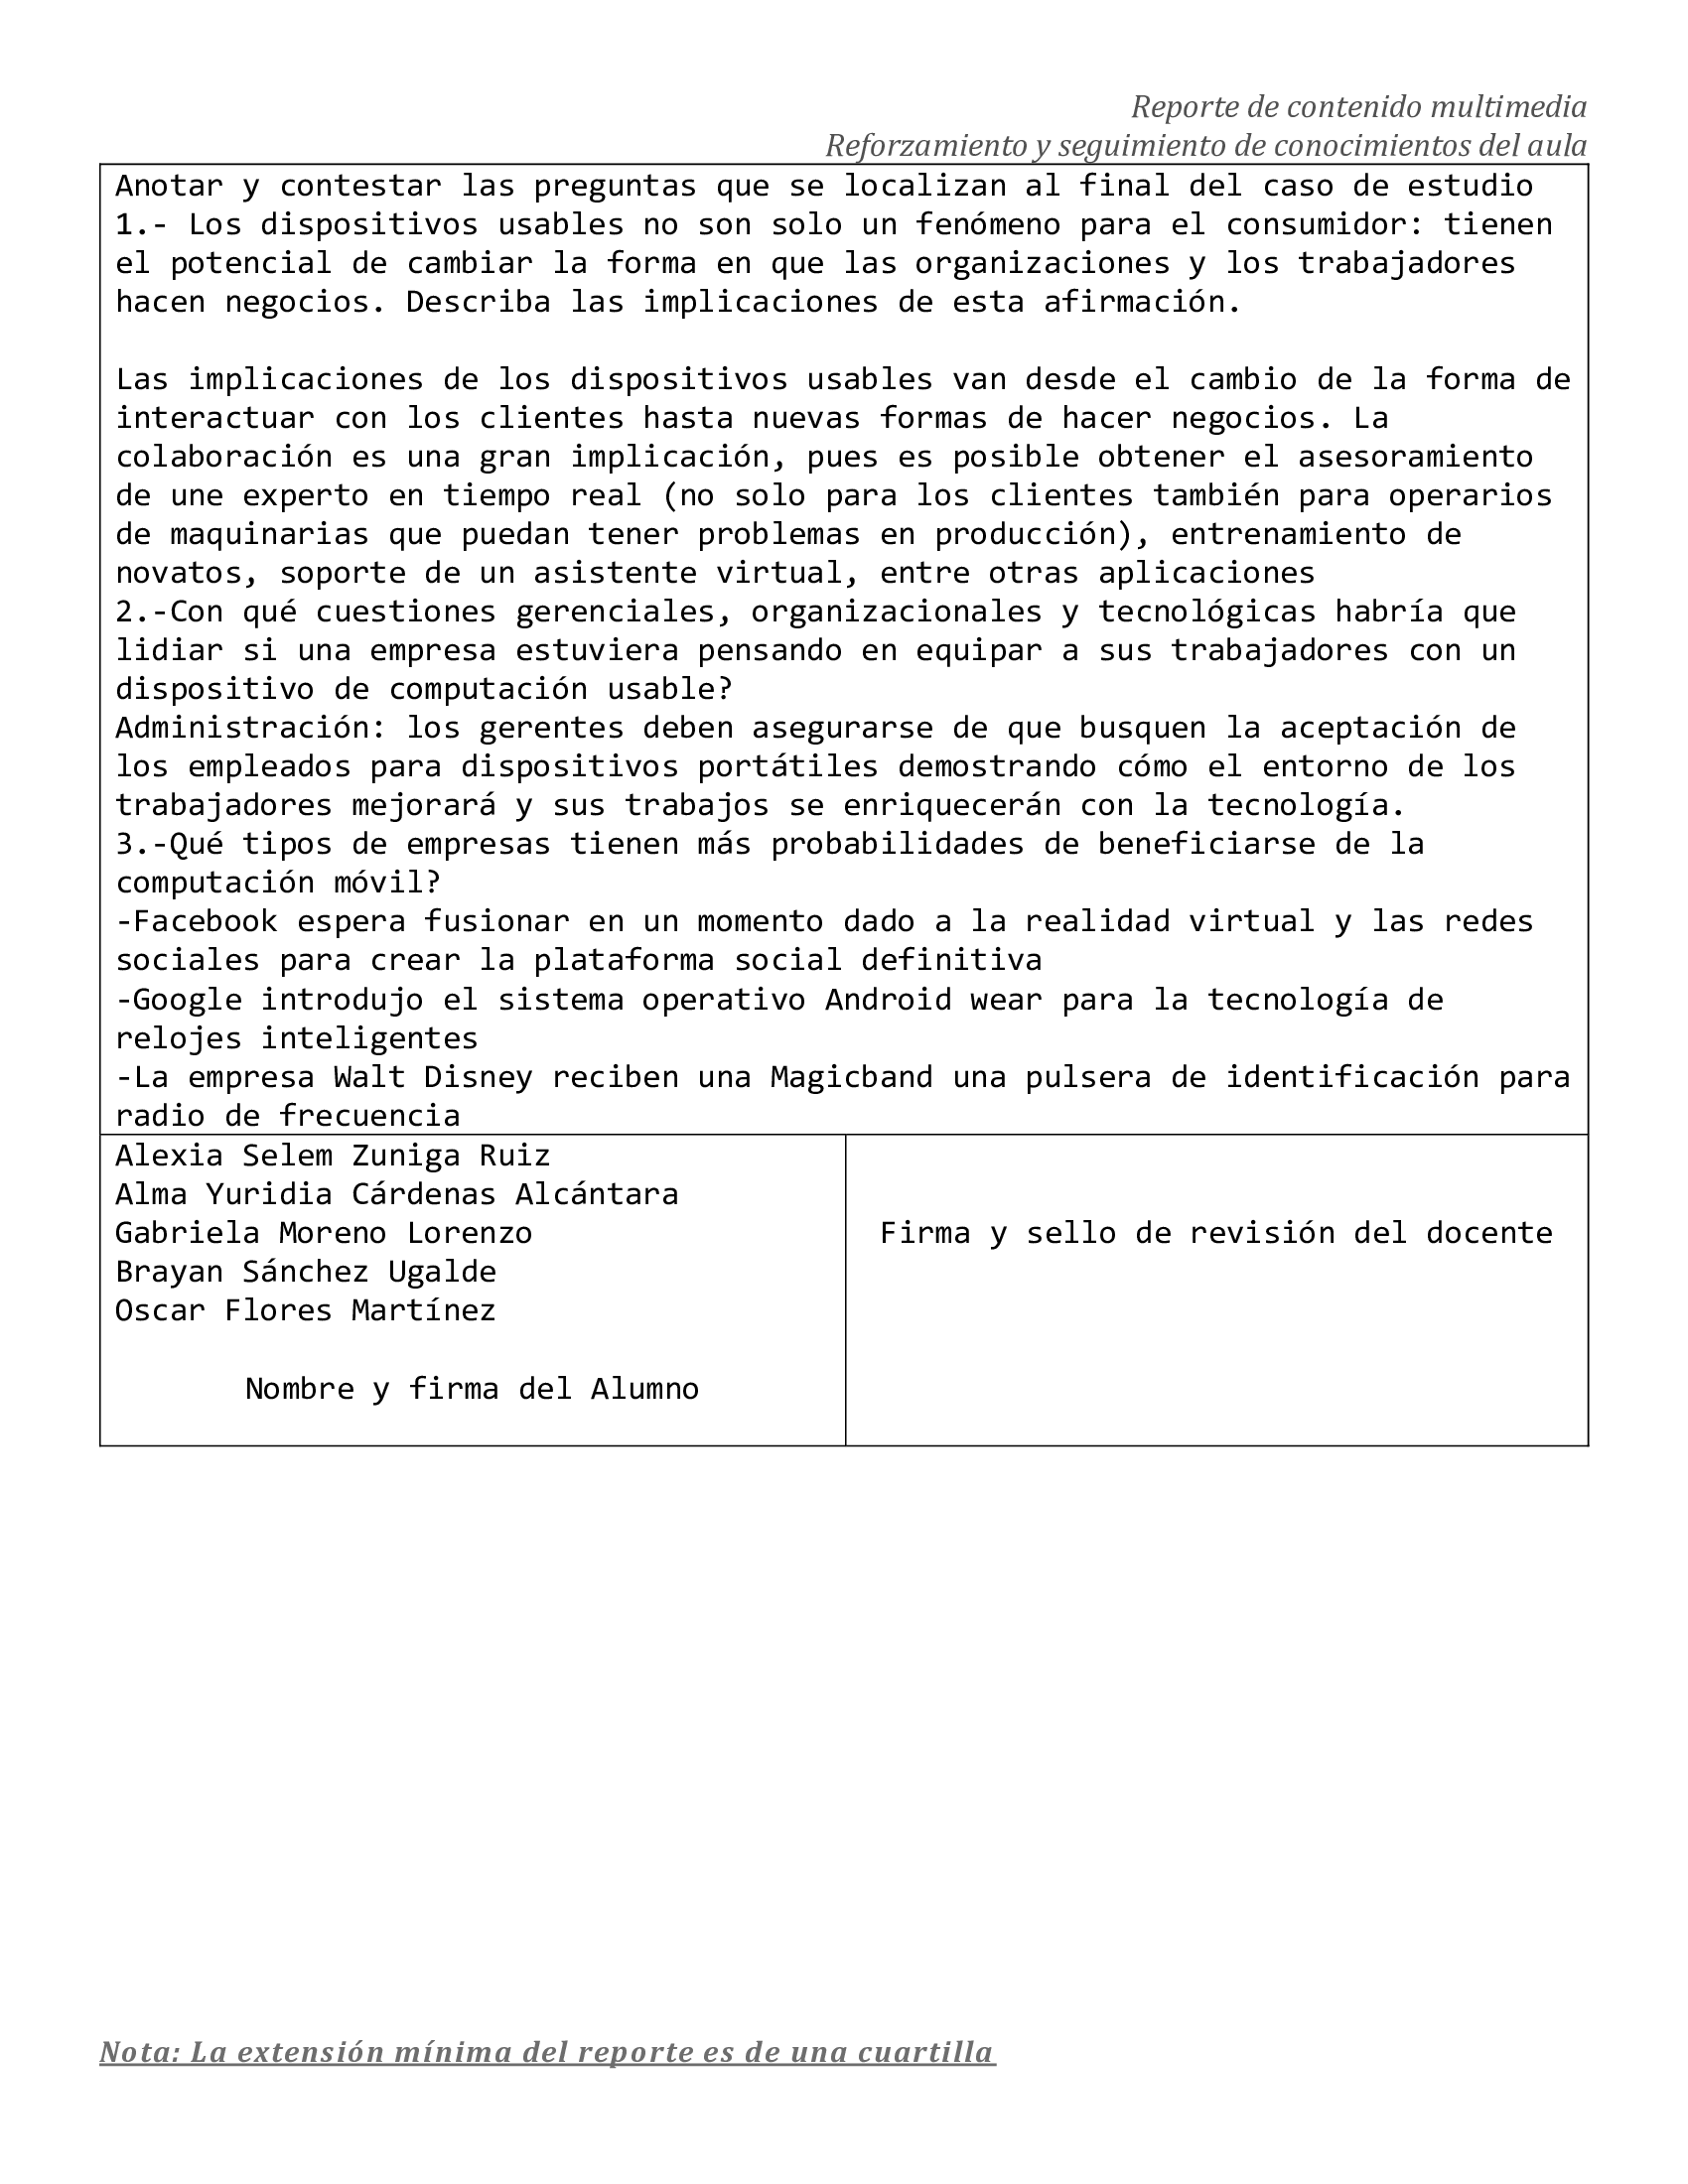 Reporte de contenido multimedia
Reforzamiento y seguimiento de conocimientos del aula
Anotar y contestar las preguntas que se localizan al final del caso de estudio
1.- Los dispositivos usables no son solo un fenómeno para el consumidor: tienen
el potencial de cambiar la forma en que las organizaciones y los trabajadores
hacen negocios. Describa las implicaciones de esta afirmación.
Las implicaciones de los dispositivos usables van desde el cambio de la forma de
interactuar con los clientes hasta nuevas formas de hacer negocios. La
colaboración es una gran implicación, pues es posible obtener el asesoramiento
de une experto en tiempo real (no solo para los clientes también para operarios
de maquinarias que puedan tener problemas en producción), entrenamiento de
novatos, soporte de un asistente virtual, entre otras aplicaciones
2.-Con qué cuestiones gerenciales, organizacionales y tecnológicas habría que
lidiar si una empresa estuviera pensando en equipar a sus trabajadores con un
dispositivo de computación usable?
Administración: los gerentes deben asegurarse de que busquen la aceptación de
los empleados para dispositivos portátiles demostrando cómo el entorno de los
trabajadores mejorará y sus trabajos se enriquecerán con la tecnología.
3.-Qué tipos de empresas tienen más probabilidades de beneficiarse de la
computación móvil?
-Facebook espera fusionar en un momento dado a la realidad virtual y las redes
sociales para crear la plataforma social definitiva
-Google introdujo el sistema operativo Android wear para la tecnología de
relojes inteligentes
-La empresa Walt Disney reciben una Magicband una pulsera de identificación para
radio de frecuencia
Alexia Selem Zuniga Ruiz
Alma Yuridia Cárdenas Alcántara
Gabriela Moreno Lorenzo
Brayan Sánchez Ugalde
Oscar Flores Martínez
Nombre y firma del Alumno
Firma y sello de revisión del docente
Nota: La extensión mínima del reporte es de una cuartilla